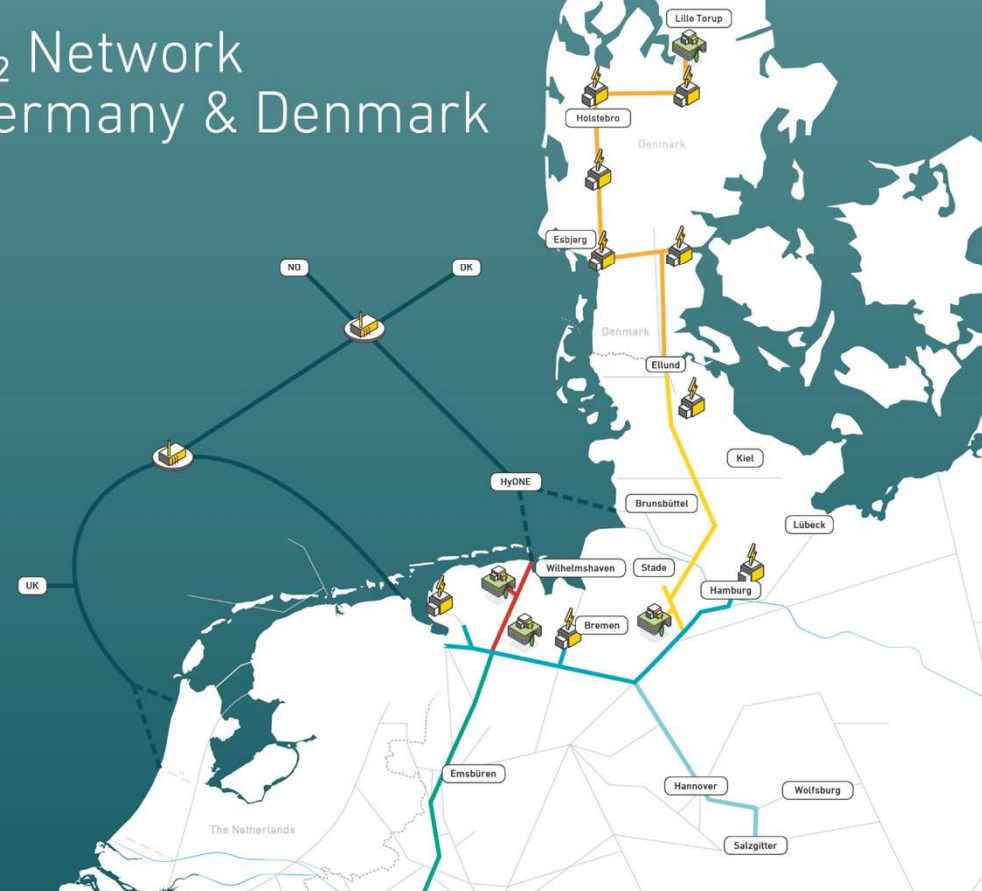 ₂ Network
ermany & Denmark
Lille Torup
Holstebro
Denmark
Esbjerg
NO
DK
Denmark
Ellund
Kiel
HyONE
Brunsbüttel
Lübeck
Wilhelmshaven
Stade
UK
Hamburg
Bremen
Emsbüren
Hannover
Wolfsburg
The Netherlands
Salzgitter